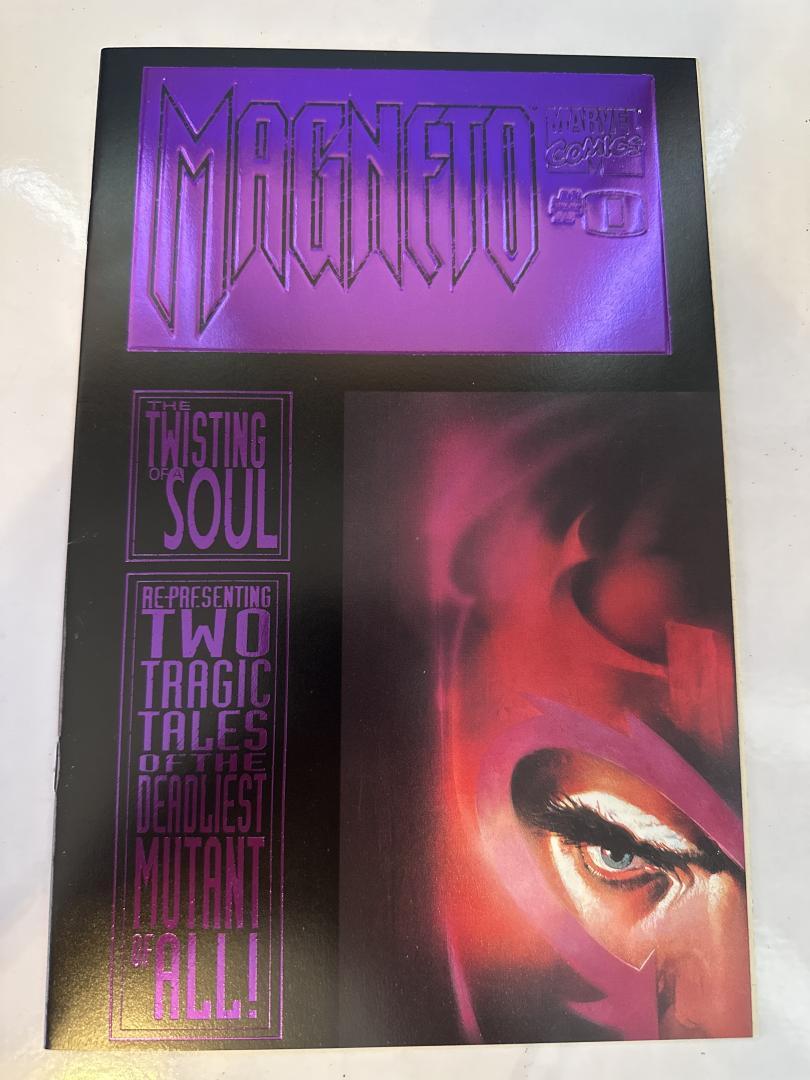 MAGNETO
MARVEL
COMICS
#0
THE
TWISTING
OF A
SOUL
RE-PRESENTING
TWO
TRAGIC
TALES
OF THE
DEADLIEST
MUTANT
OF ALL!